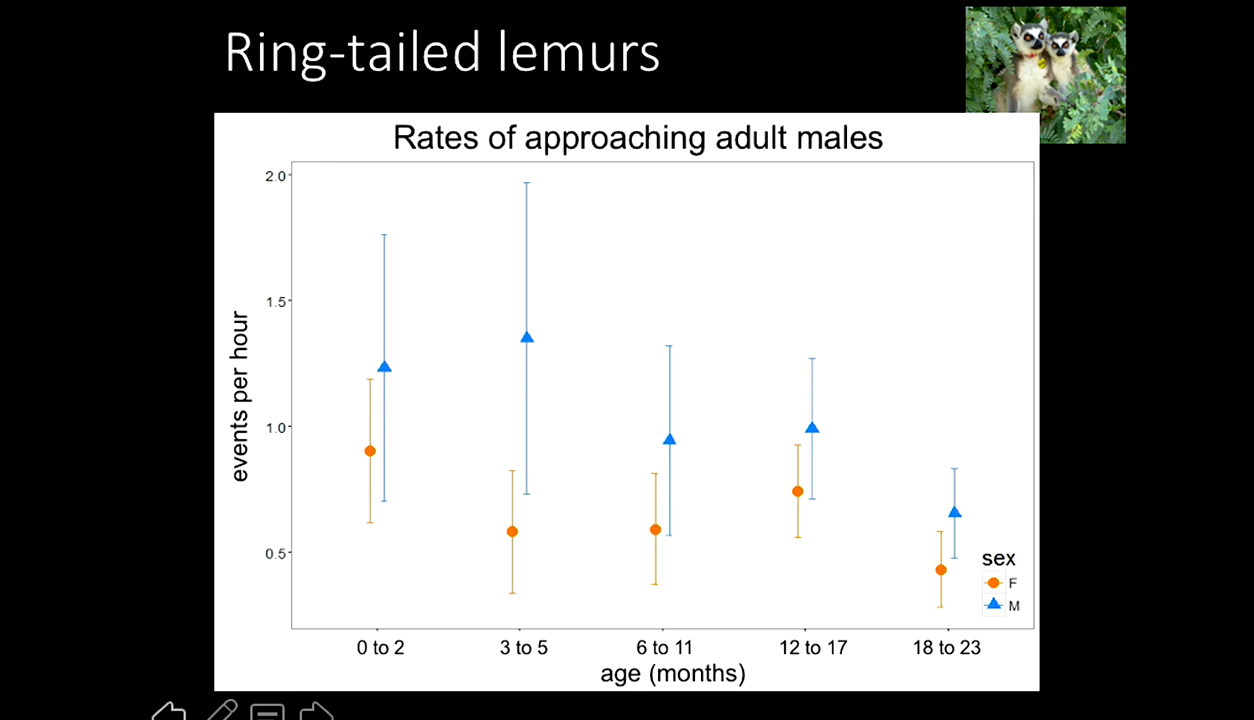 Ring-tailed lemurs
Rates of approaching adult males
2.0
1.5
1.0
0.5
events per hour
sex
F
M
0 to 2 3 to 5 6 to 11 12 to 17 18 to 23
age (months)